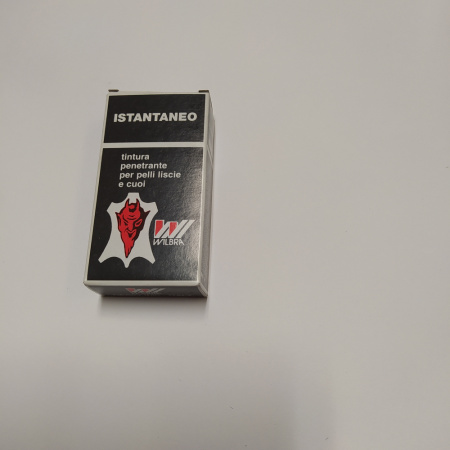 ISTANTANEO
tintura
penetrante
per pelli liscie
e cuoi
WILBRA